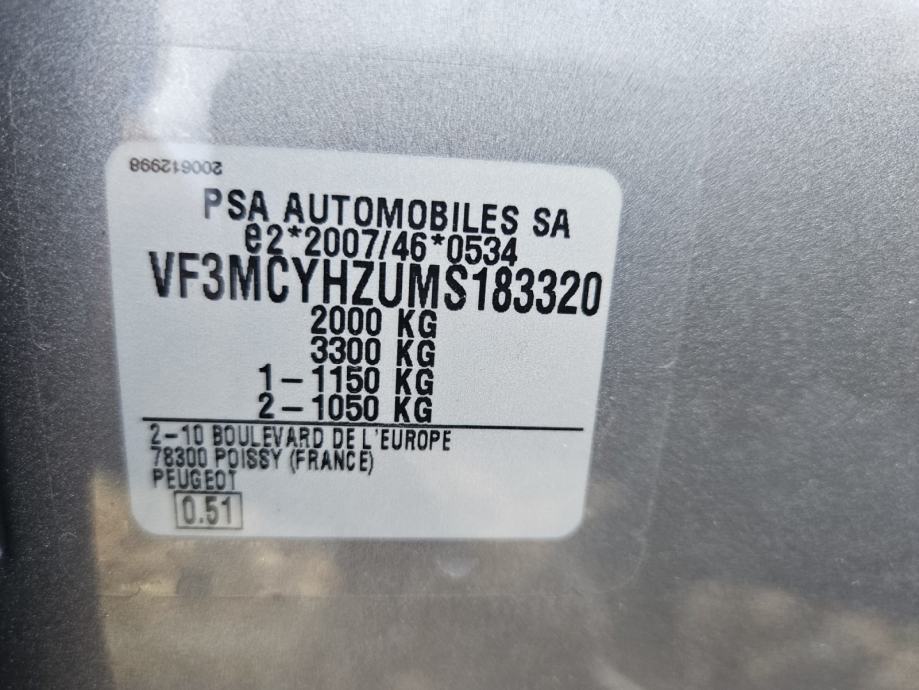 200612998
PSA AUTOMOBILES SA
e2*2007/46*0534
VF3MCYHZUMS183320
2000 KG
3300 KG
1-1150 KG
2-1050 KG
2-10 BOULEVARD DE L'EUROPE
78300 POISSY (FRANCE)
PEUGEOT
0.51